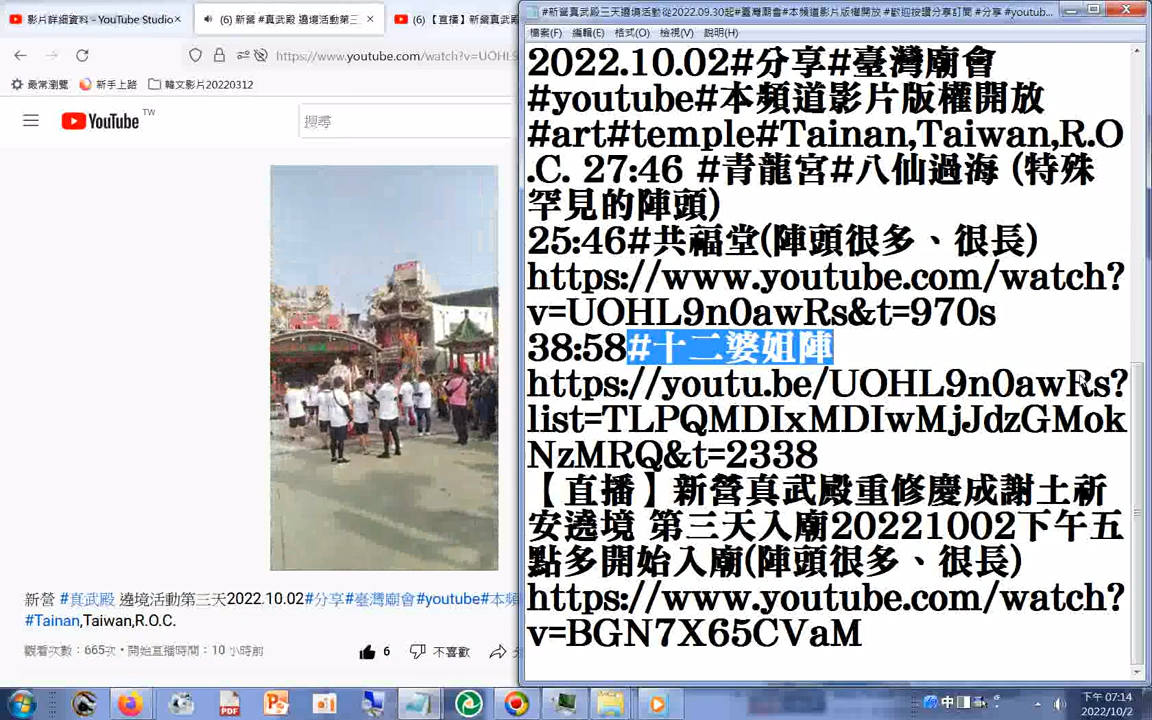 影片詳細資料 - YouTube Studio
(6) 新營 #真武殿 遶境活動第三
(6)【直播】新營真武殿
https://www.youtube.com/watch?v=UOHL9
最常瀏覽
新手上路
韓文影片20220312
YouTube TW
搜尋
新營 #真武殿 遶境活動第三天2022.10.02#分享#臺灣廟會#youtube#本頻
#Tainan,Taiwan,R.O.C.
觀看次數：665次 • 開始直播時間：10 小時前
6
不喜歡
#新營真武殿三天遶境活動從2022.09.30起#臺灣廟會#本頻道影片版權開放 #歡迎按讚分享訂閱 #分享 #youtub...
檔案(F) 編輯(E) 格式(O) 檢視(V) 說明(H)
2022.10.02#分享#臺灣廟會
#youtube#本頻道影片版權開放
#art#temple#Tainan,Taiwan,R.O
.C. 27:46 #青龍宮#八仙過海 (特殊
罕見的陣頭)
25:46#共福堂(陣頭很多、很長)
https://www.youtube.com/watch?
v=UOHL9n0awRs&t=970s
38:58#十二婆姐陣
https://youtu.be/UOHL9n0awRs?
list=TLPQMDIxMDIwMjJdzGMok
NzMRQ&t=2338
【直播】新營真武殿重修慶成謝土祈
安遶境 第三天入廟20221002下午五
點多開始入廟(陣頭很多、很長)
https://www.youtube.com/watch?
v=BGN7X65CVaM
中
下午 07:14
2022/10/2